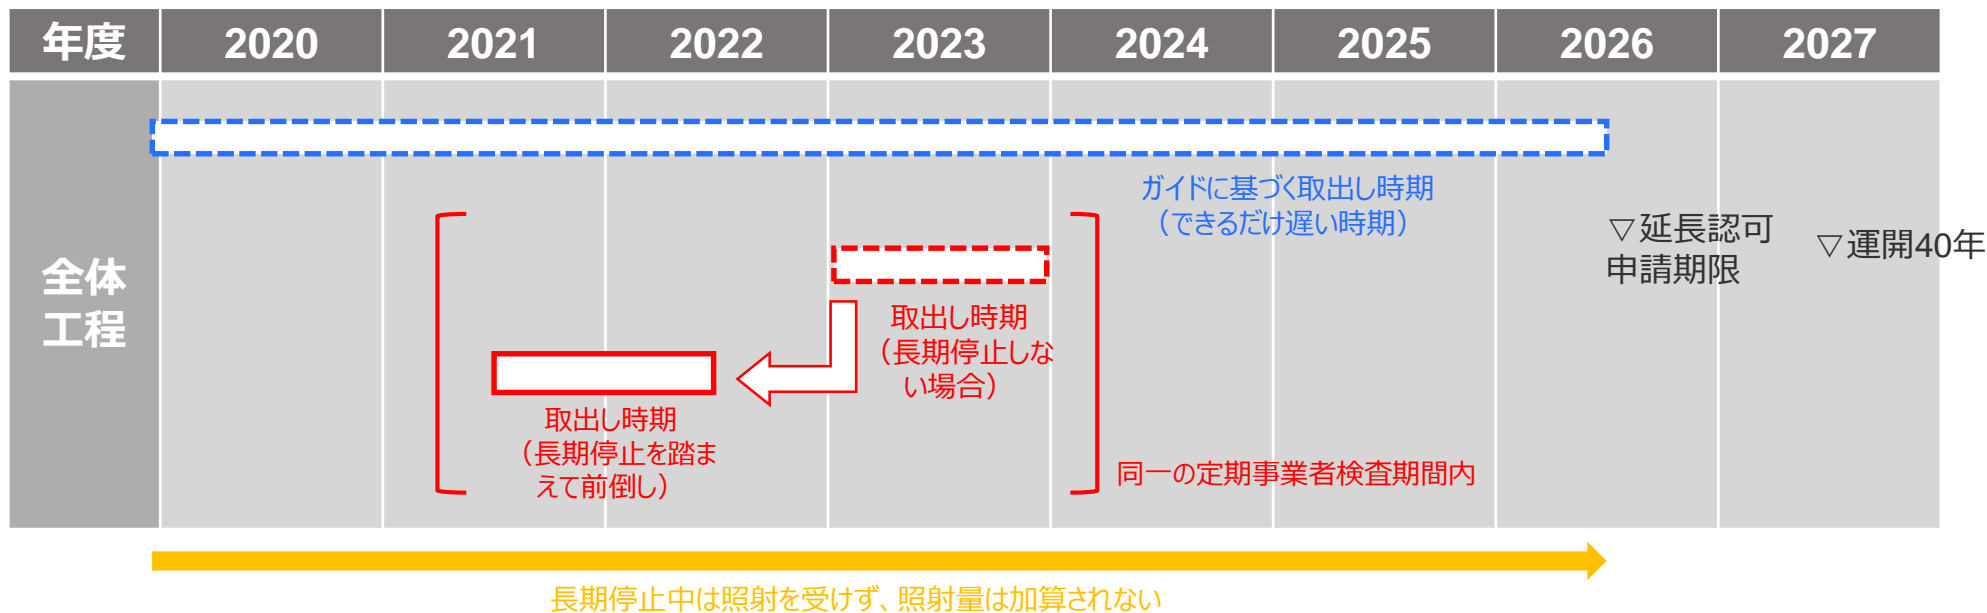 年度 2020 2021 2022 2023 2024 2025 2026 2027
全体
工程
ガイドに基づく取出し時期
（できるだけ遅い時期）
▽延長認可
申請期限
▽運開40年
取出し時期
（長期停止しな
い場合）
取出し時期
（長期停止を踏ま
えて前倒し）
同一の定期事業者検査期間内
長期停止中は照射を受けず、照射量は加算されない